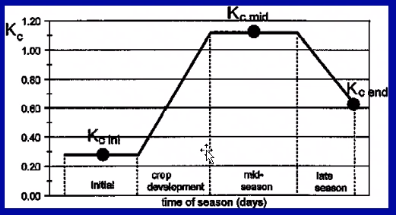 Kc
1.20
1.00
0.80
0.60
0.40
0.20
0.00
Kc mid
Kc end
Kc ini
initial
crop
development
mid-
season
late
season
time of season (days)